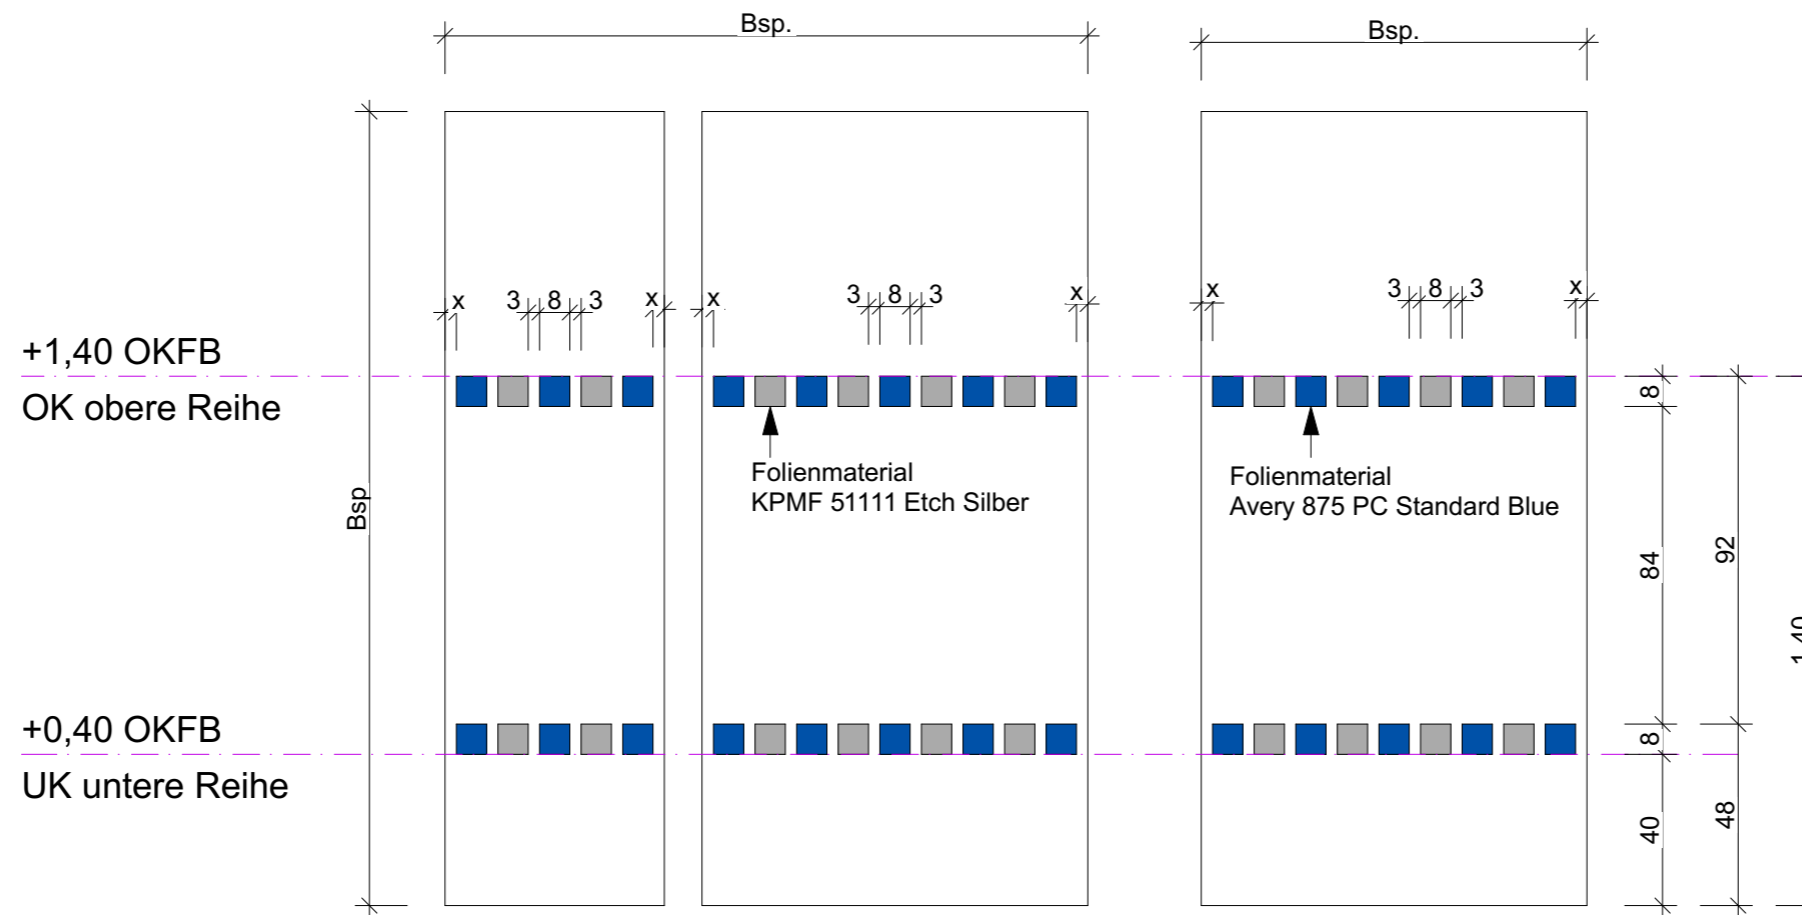 Bsp.
Bsp.
x 3 8 3 x
x 3 8 3 x
x 3 8 3 x
+1,40 OKFB
OK obere Reihe
8
Folienmaterial
KPMF 51111 Etch Silber
Folienmaterial
Avery 875 PC Standard Blue
Bsp
84
92
1,40
+0,40 OKFB
UK untere Reihe
8
40
48